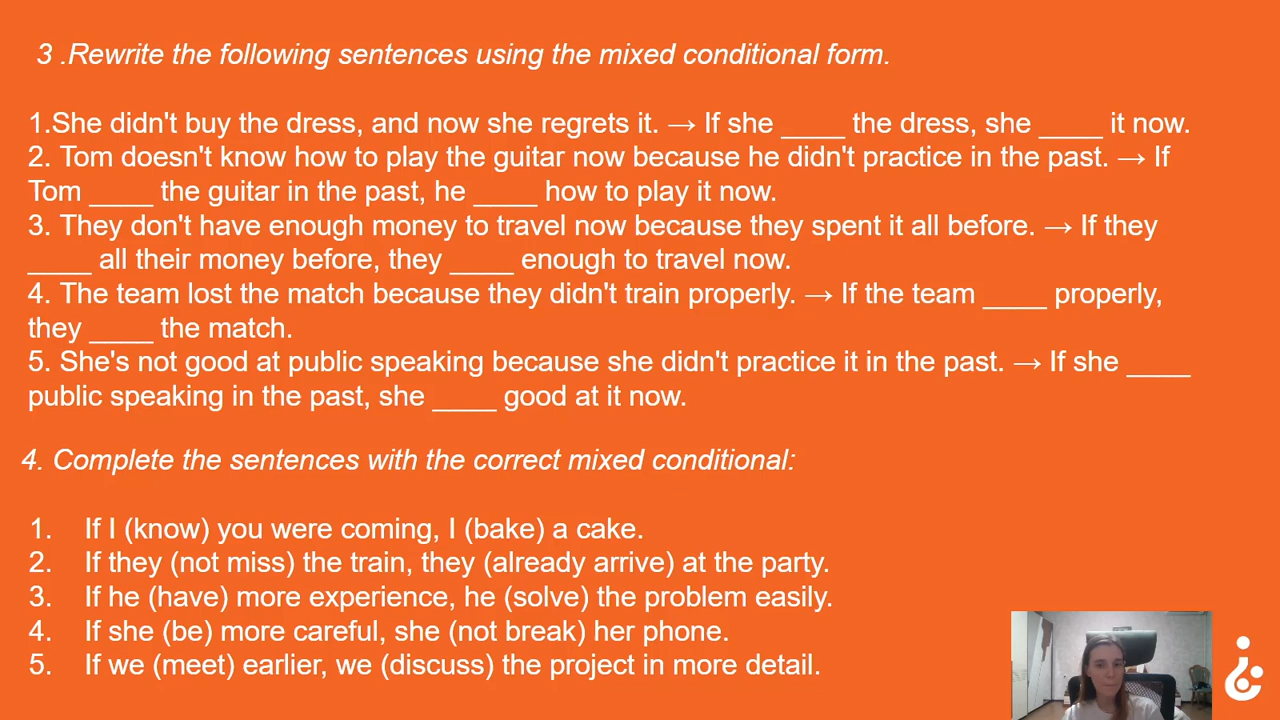 3 .Rewrite the following sentences using the mixed conditional form.
1.She didn't buy the dress, and now she regrets it. → If she ____ the dress, she ____ it now.
2. Tom doesn't know how to play the guitar now because he didn't practice in the past. → If
Tom ____ the guitar in the past, he ____ how to play it now.
3. They don't have enough money to travel now because they spent it all before. → If they
____ all their money before, they ____ enough to travel now.
4. The team lost the match because they didn't train properly. → If the team ____ properly,
they ____ the match.
5. She's not good at public speaking because she didn't practice it in the past. → If she ____
public speaking in the past, she ____ good at it now.
4. Complete the sentences with the correct mixed conditional:
1. If I (know) you were coming, I (bake) a cake.
2. If they (not miss) the train, they (already arrive) at the party.
3. If he (have) more experience, he (solve) the problem easily.
4. If she (be) more careful, she (not break) her phone.
5. If we (meet) earlier, we (discuss) the project in more detail.